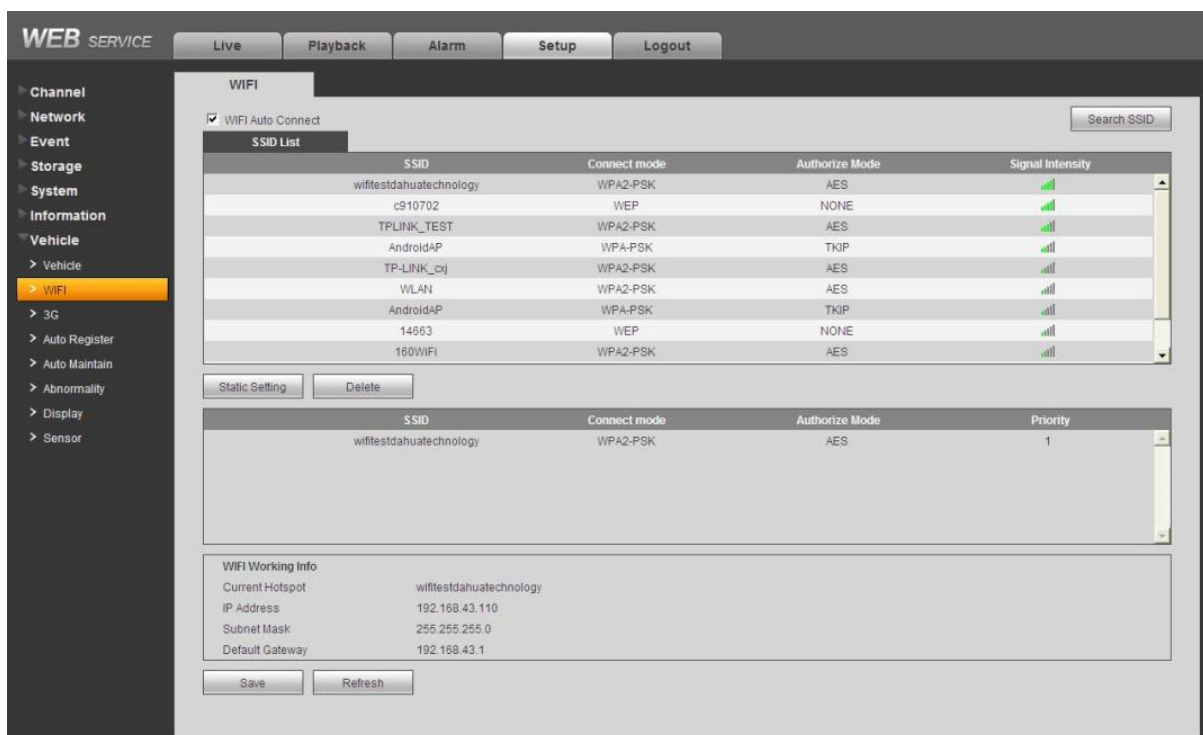 WEB SERVICE
Live Playback Alarm Setup Logout
Channel
Network
Event
Storage
System
Information
Vehicle
> Vehicle
> WIFI
> 3G
> Auto Register
> Auto Maintain
> Abnormality
> Display
> Sensor
WIFI
WIFI Auto Connect
Search SSID
SSID List
SSID Connect mode Authorize Mode Signal Intensity
wifitestdahuatechnology WPA2-PSK AES
c910702 WEP NONE
TPLINK_TEST WPA2-PSK AES
AndroidAP WPA-PSK TKIP
TP-LINK_cxj WPA2-PSK AES
WLAN WPA2-PSK AES
AndroidAP WPA-PSK TKIP
14663 WEP NONE
160WiFi WPA2-PSK AES
Static Setting Delete
SSID Connect mode Authorize Mode Priority
wifitestdahuatechnology WPA2-PSK AES 1
WIFI Working Info
Current Hotspot wifitestdahuatechnology
IP Address 192.168.43.110
Subnet Mask 255.255.255.0
Default Gateway 192.168.43.1
Save Refresh